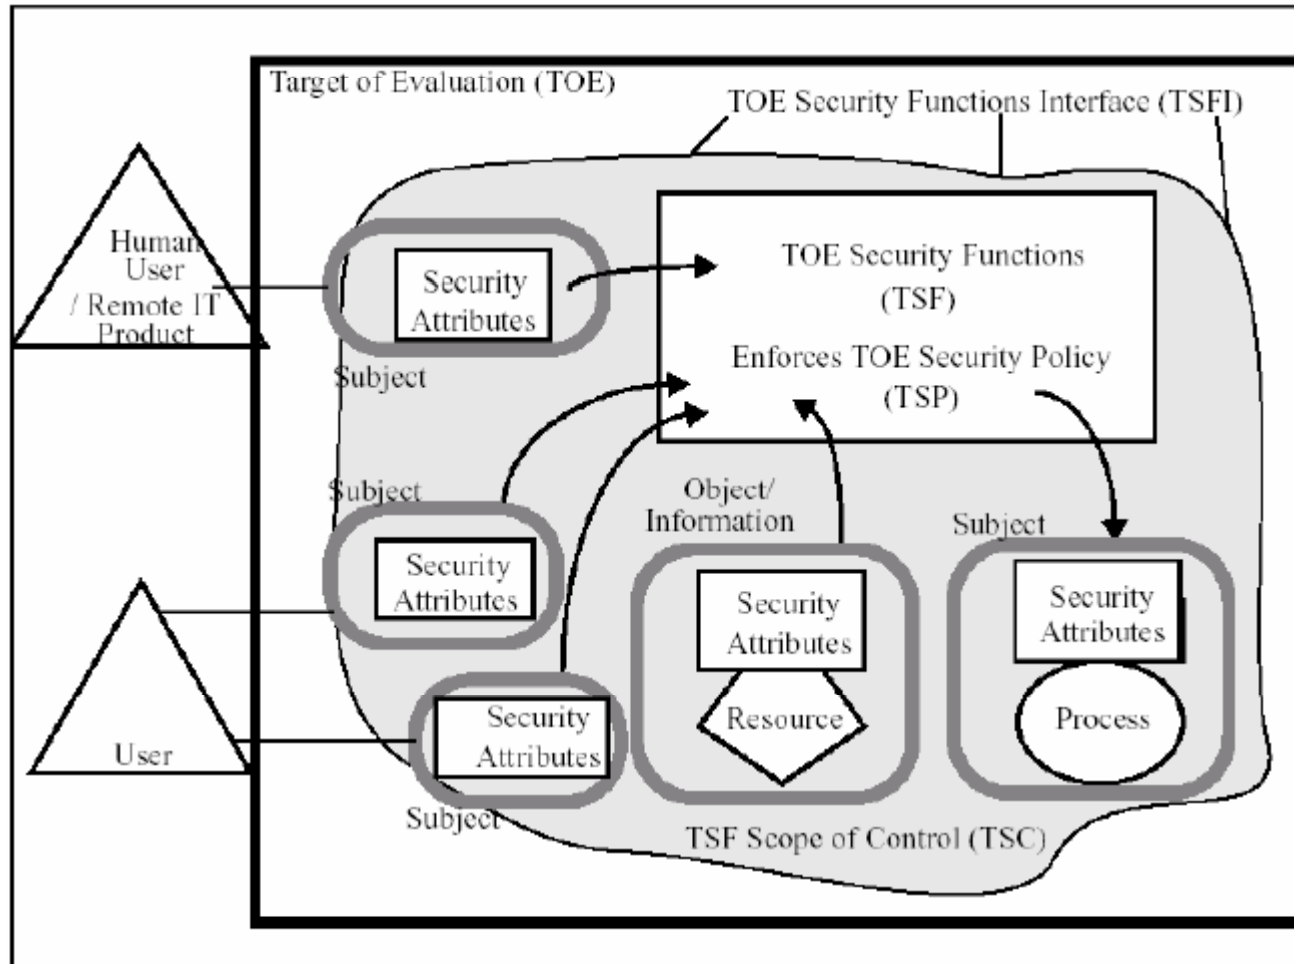 Target of Evaluation (TOE)
TOE Security Functions Interface (TSFI)
Human
User
/ Remote IT
Product
Security
Attributes
Subject
TOE Security Functions
(TSF)
Enforces TOE Security Policy
(TSP)
Subject
Security
Attributes
Object/
Information
Security
Attributes
Resource
Subject
Security
Attributes
Process
User
Security
Attributes
Subject
TSF Scope of Control (TSC)